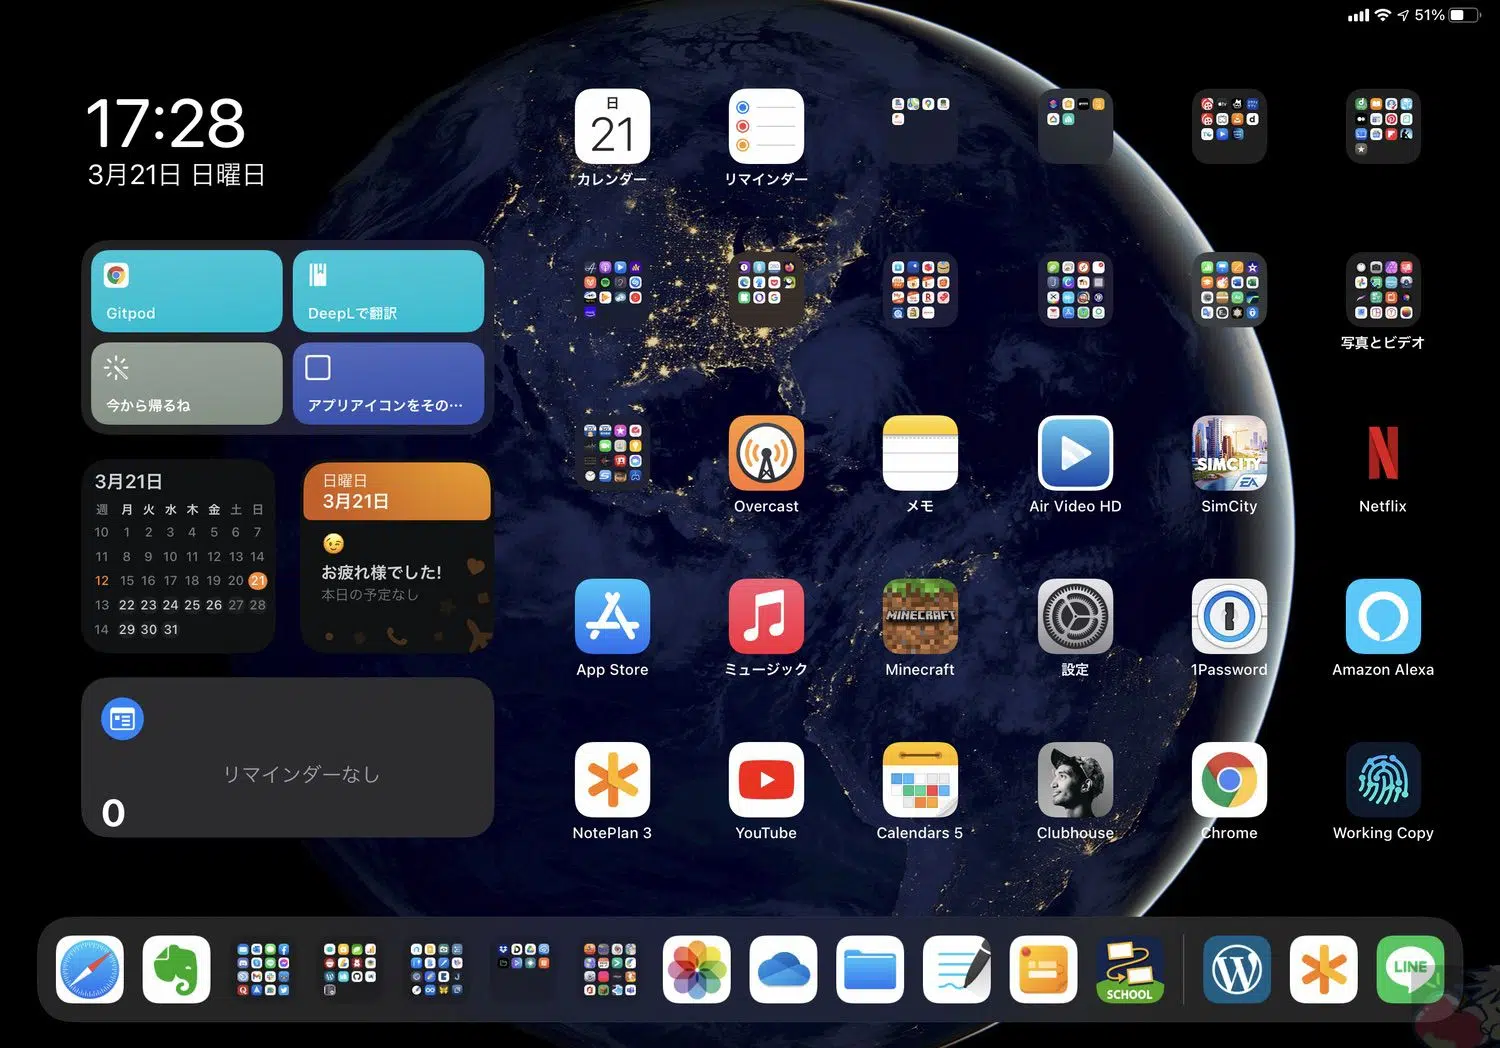 51%
17:28
3月21日 日曜日
Gitpod
DeepLで翻訳
今から帰るね
アプリアイコンをその…
3月21日
週 月 火 水 木 金 土 日
10 1 2 3 4 5 6 7
11 8 9 10 11 12 13 14
12 15 16 17 18 19 20 21
13 22 23 24 25 26 27 28
14 29 30 31
日曜日
3月21日
お疲れ様でした!
本日の予定なし
リマインダーなし
0
日
21
カレンダー
リマインダー
写真とビデオ
Overcast
メモ
Air Video HD
SIMCITY
EA
SimCity
Netflix
App Store
ミュージック
MINECRAFT
Minecraft
設定
1Password
Amazon Alexa
NotePlan 3
YouTube
Calendars 5
Clubhouse
Chrome
Working Copy
SCHOOL
LINE